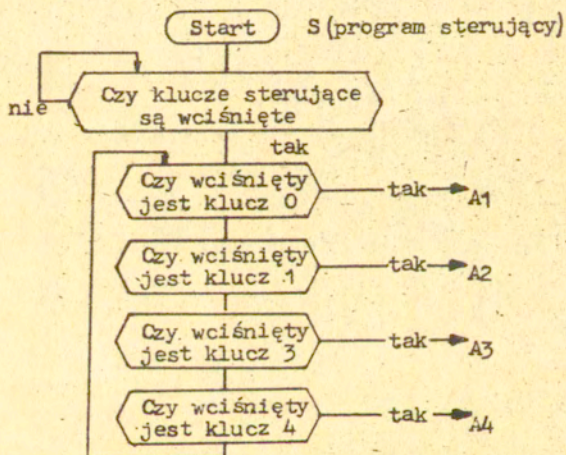 Start S (program sterujący)
Czy klucze sterujące
są wciśnięte
nie
tak
Czy wciśnięty
jest klucz 0
tak A1
Czy wciśnięty
jest klucz 1
tak A2
Czy wciśnięty
jest klucz 3
tak A3
Czy wciśnięty
jest klucz 4
tak A4